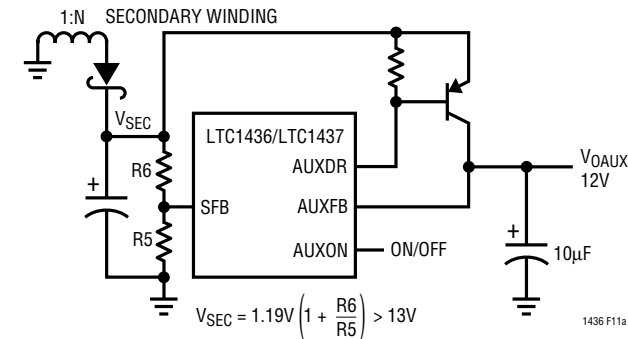 1:N SECONDARY WINDING
VSEC
LTC1436/LTC1437
R6
AUXDR
VOAUX
12V
+
SFB
AUXFB
+
R5
AUXON
ON/OFF
10µF
VSEC = 1.19V (1 + R6/R5) > 13V
1436 F11a